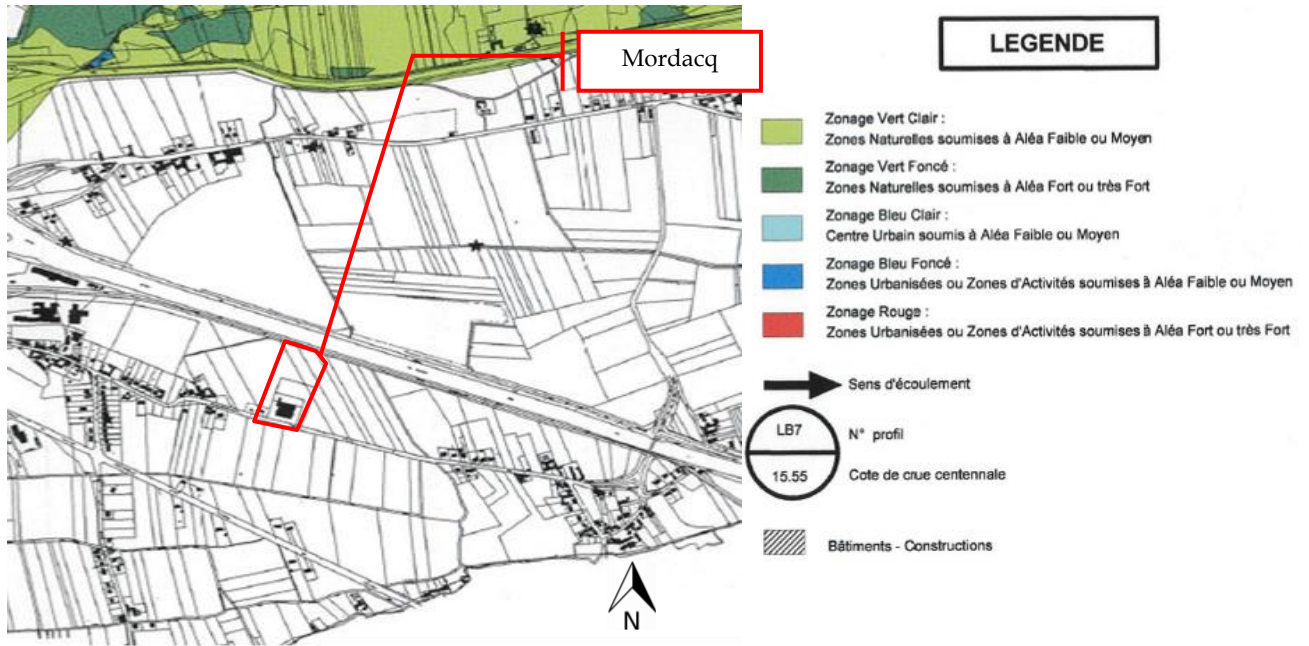 Mordacq
N
LEGENDE
Zonage Vert Clair :
Zones Naturelles soumises à Aléa Faible ou Moyen
Zonage Vert Foncé :
Zones Naturelles soumises à Aléa Fort ou très Fort
Zonage Bleu Clair :
Centre Urbain soumis à Aléa Faible ou Moyen
Zonage Bleu Foncé :
Zones Urbanisées ou Zones d'Activités soumises à Aléa Faible ou Moyen
Zonage Rouge :
Zones Urbanisées ou Zones d'Activités soumises à Aléa Fort ou très Fort
Sens d'écoulement
LB7
N° profil
15.55
Cote de crue centennale
Bâtiments - Constructions